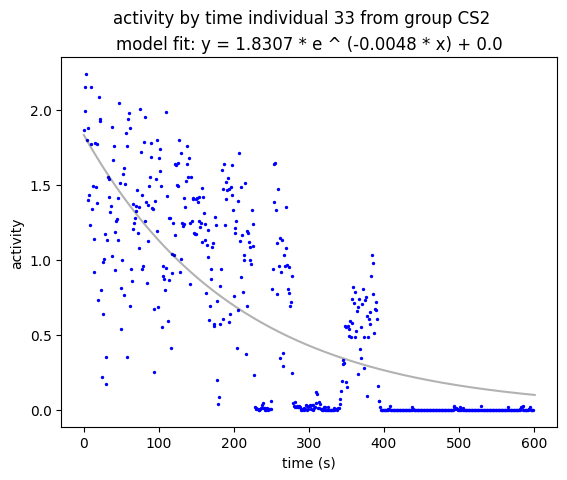 activity by time individual 33 from group CS2
model fit: y = 1.8307 * e ^ (-0.0048 * x) + 0.0
2.0
1.5
1.0
0.5
0.0
activity
0 100 200 300 400 500 600
time (s)